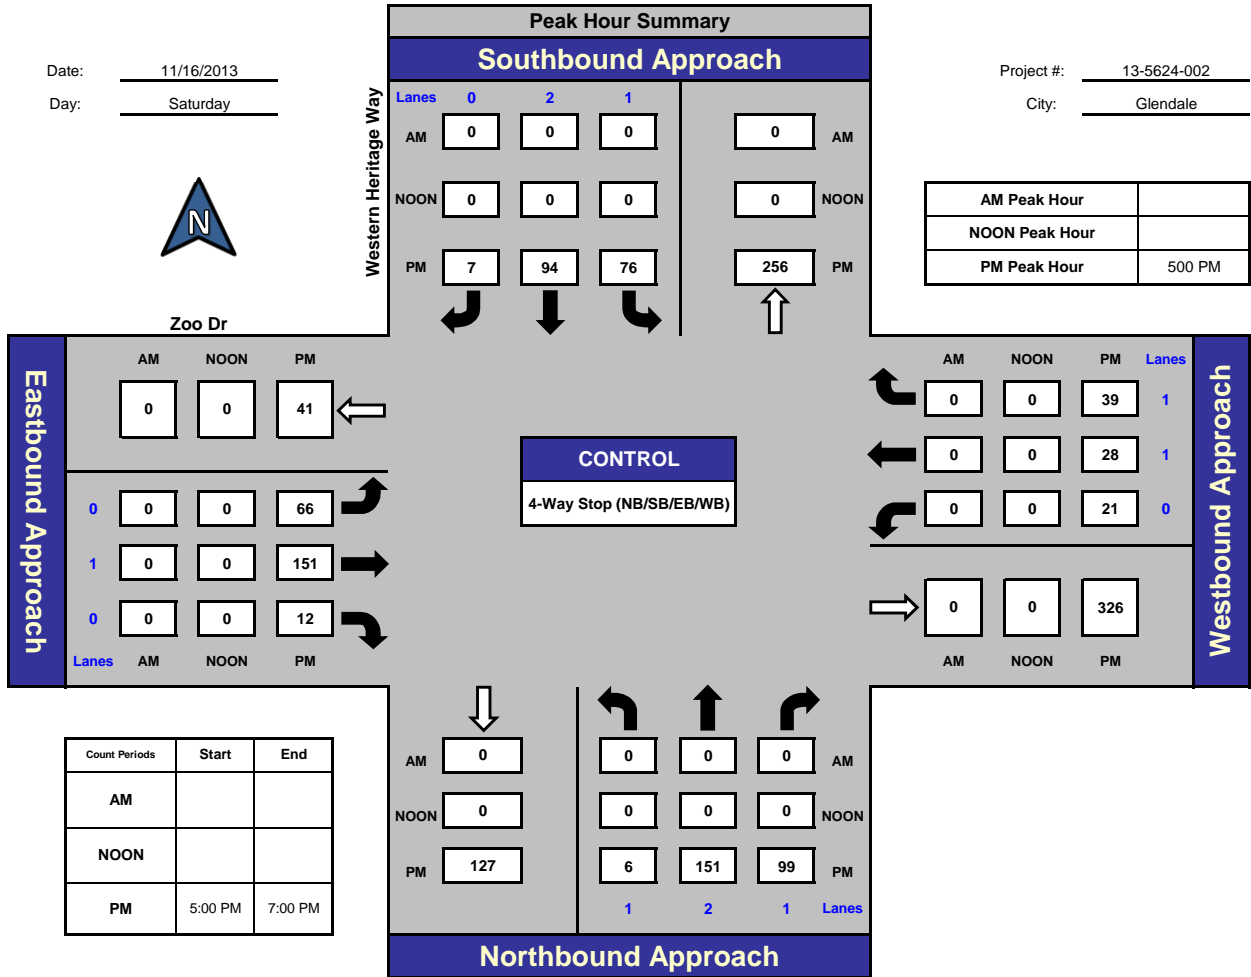 Peak Hour Summary
Southbound Approach
Date: 11/16/2013
Day: Saturday
Project #: 13-5624-002
City: Glendale
N
Western Heritage Way
Lanes 0 2 1
AM 0 0 0 0 AM
NOON 0 0 0 0 NOON
PM 7 94 76 256 PM
AM Peak Hour
NOON Peak Hour
PM Peak Hour 500 PM
Zoo Dr
Eastbound Approach
AM NOON PM
0 0 41
0 0 0 66
1 0 0 151
0 0 0 12
Lanes AM NOON PM
CONTROL
4-Way Stop (NB/SB/EB/WB)
AM NOON PM Lanes
0 0 39 1
0 0 28 1
0 0 21 0
0 0 326
AM NOON PM
Westbound Approach
Count Periods Start End
AM
NOON
PM 5:00 PM 7:00 PM
AM 0 0 0 0 AM
NOON 0 0 0 0 NOON
PM 127 6 151 99 PM
1 2 1 Lanes
Northbound Approach